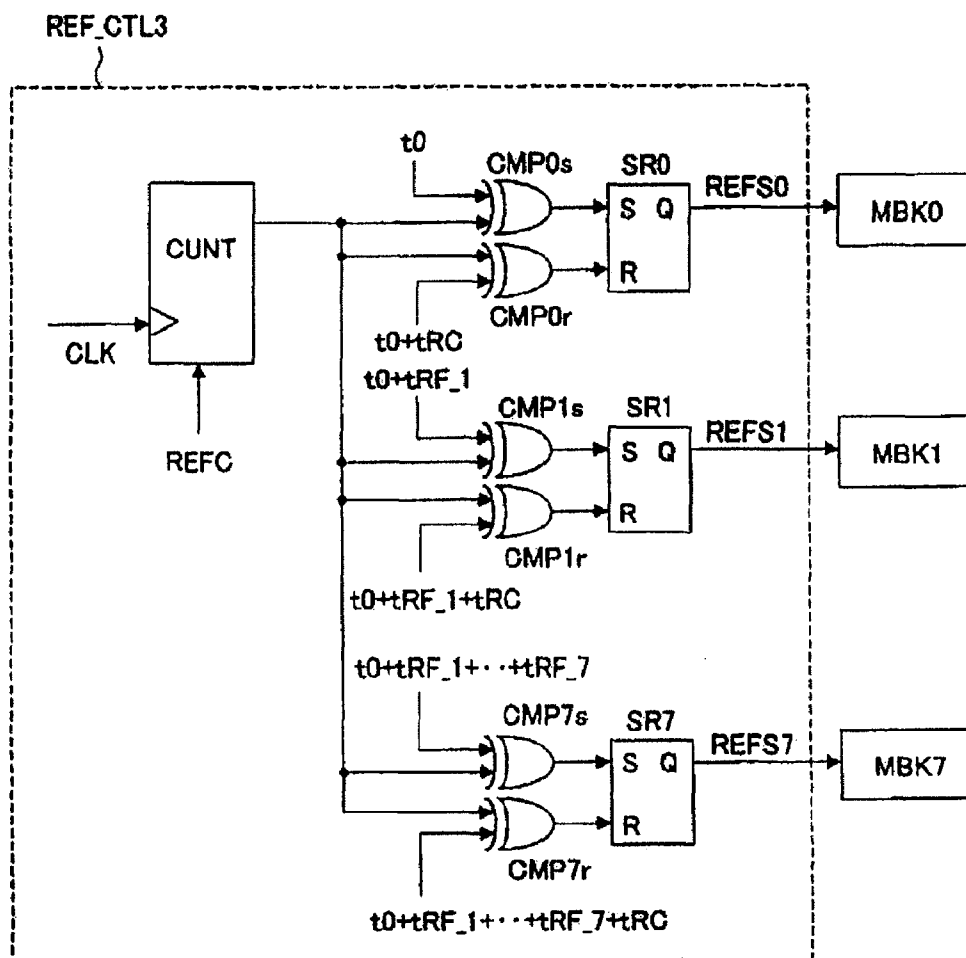 REF_CTL3
t0
CMP0s
SR0
REFS0
S Q
R
MBK0
CUNT
CLK
REFC
CMP0r
t0+tRC
t0+tRF_1
CMP1s
SR1
REFS1
S Q
R
MBK1
CMP1r
t0+tRF_1+tRC
t0+tRF_1+··+tRF_7
CMP7s
SR7
REFS7
S Q
R
MBK7
CMP7r
t0+tRF_1+··+tRF_7+tRC